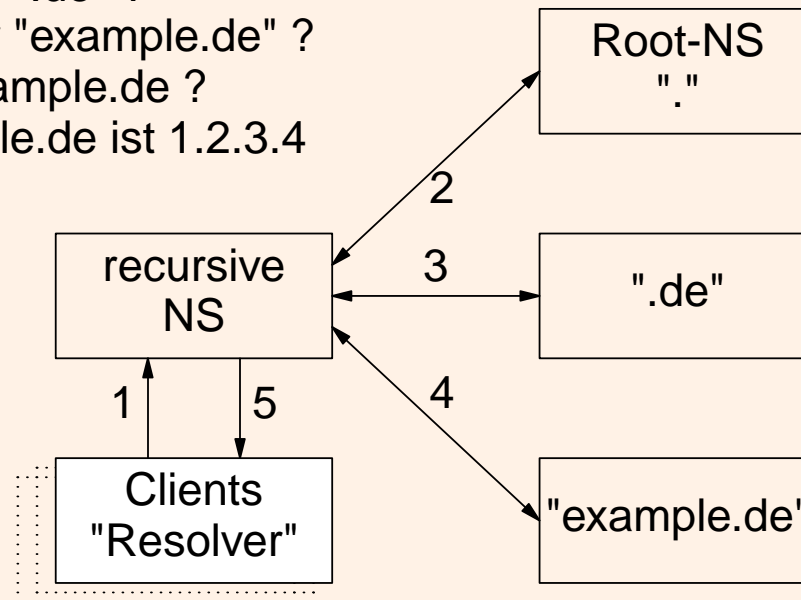 "example.de" ?
ample.de ?
le.de ist 1.2.3.4
Root-NS
"."
2
recursive
NS
3
".de"
1
5
4
Clients
"Resolver"
"example.de"